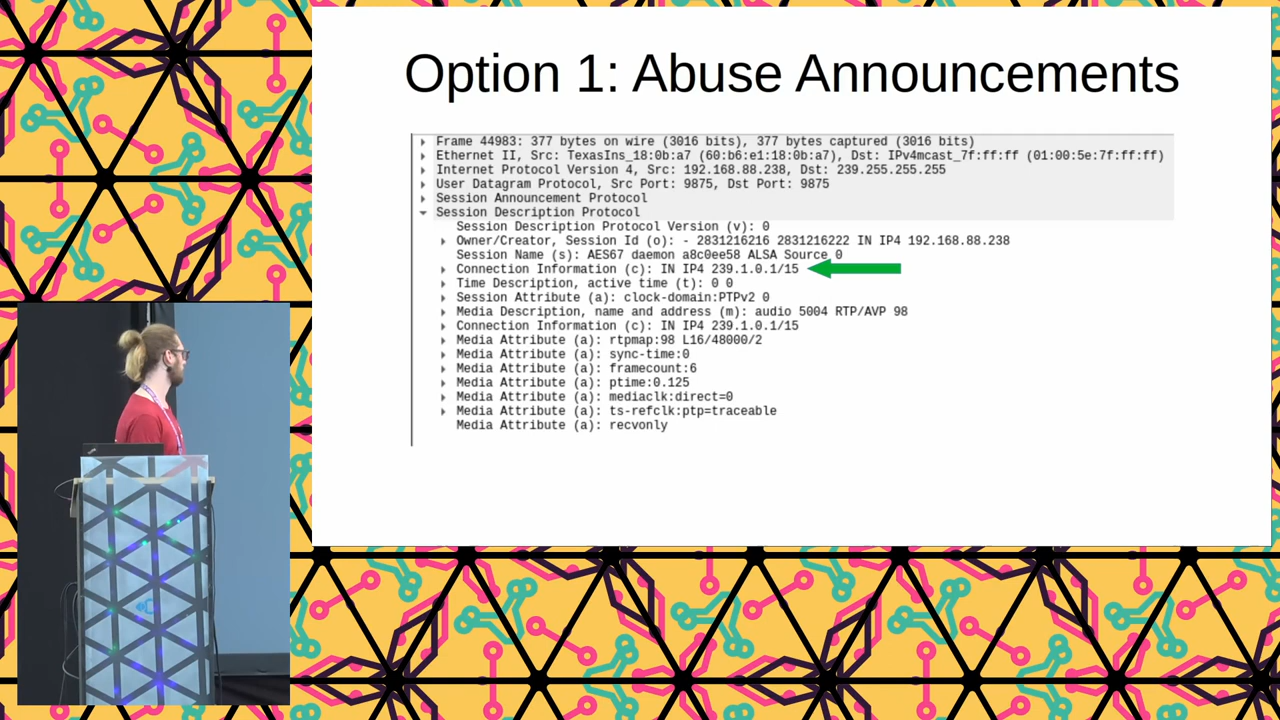 Option 1: Abuse Announcements
Frame 44983: 377 bytes on wire (3016 bits), 377 bytes captured (3016 bits)
Ethernet II, Src: TexasIns_18:0b:a7 (60:b6:e1:18:0b:a7), Dst: IPv4mcast_7f:ff:ff (01:00:5e:7f:ff:ff)
Internet Protocol Version 4, Src: 192.168.88.238, Dst: 239.255.255.255
User Datagram Protocol, Src Port: 9875, Dst Port: 9875
Session Announcement Protocol
Session Description Protocol
Session Description Protocol Version (v): 0
Owner/Creator, Session Id (o): - 2831216216 2831216222 IN IP4 192.168.88.238
Session Name (s): AES67 daemon a8c0ee58 ALSA Source 0
Connection Information (c): IN IP4 239.1.0.1/15
Time Description, active time (t): 0 0
Session Attribute (a): clock-domain:PTPv2 0
Media Description, name and address (m): audio 5004 RTP/AVP 98
Connection Information (c): IN IP4 239.1.0.1/15
Media Attribute (a): rtpmap:98 L16/48000/2
Media Attribute (a): sync-time:0
Media Attribute (a): framecount:6
Media Attribute (a): ptime:0.125
Media Attribute (a): mediaclk:direct=0
Media Attribute (a): ts-refclk:ptp=traceable
Media Attribute (a): recvonly